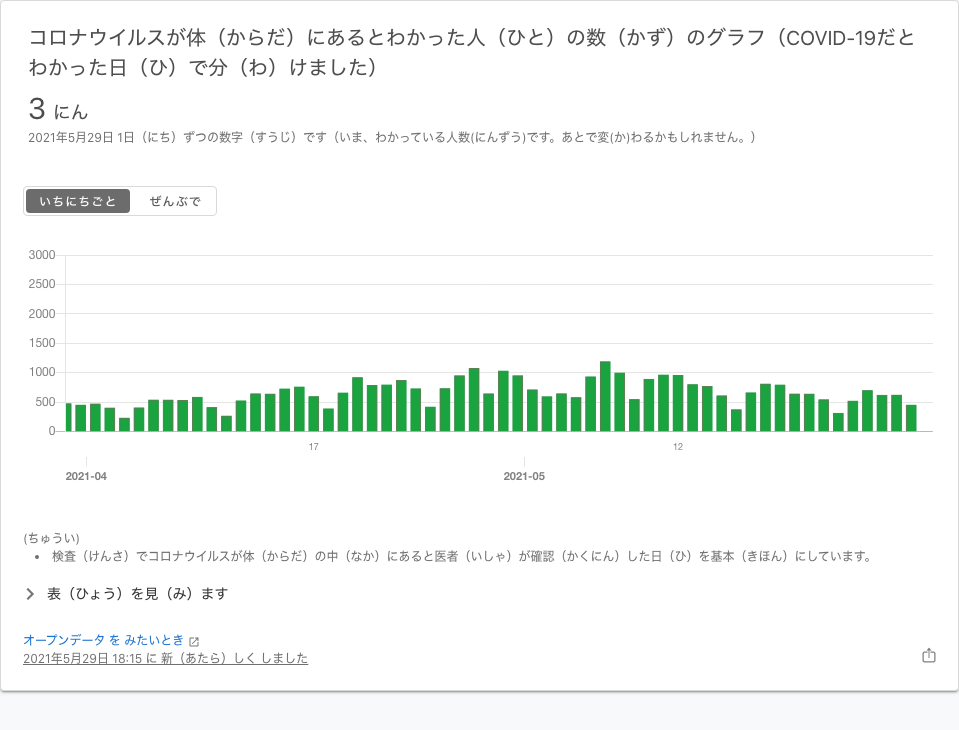 コロナウイルスが体（からだ）にあるとわかった人（ひと）の数（かず）のグラフ（COVID-19だと
わかった日（ひ）で分（わ）けました）
3 にん
2021年5月29日 1日（にち）ずつの数字（すうじ）です（いま、わかっている人数(にんずう)です。あとで変(か)わるかもしれません。）
いちにちごと ぜんぶで
3000
2500
2000
1500
1000
500
0
17 12
2021-04 2021-05
(ちゅうい)
• 検査（けんさ）でコロナウイルスが体（からだ）の中（なか）にあると医者（いしゃ）が確認（かくにん）した日（ひ）を基本（きほん）にしています。
表（ひょう）を見（み）ます
オープンデータ を みたいとき
2021年5月29日 18:15 に 新（あたら）しく しました